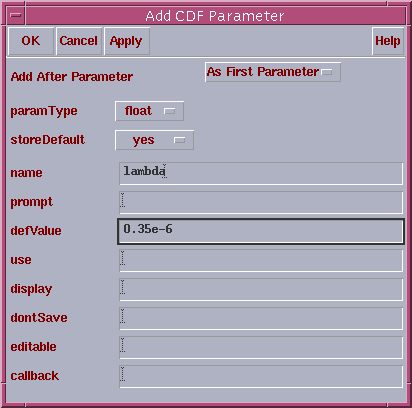 Add CDF Parameter
OK Cancel Apply Help
Add After Parameter As First Parameter
paramType float
storeDefault yes
name lambda
prompt
defValue 0.35e-6
use
display
dontSave
editable
callback